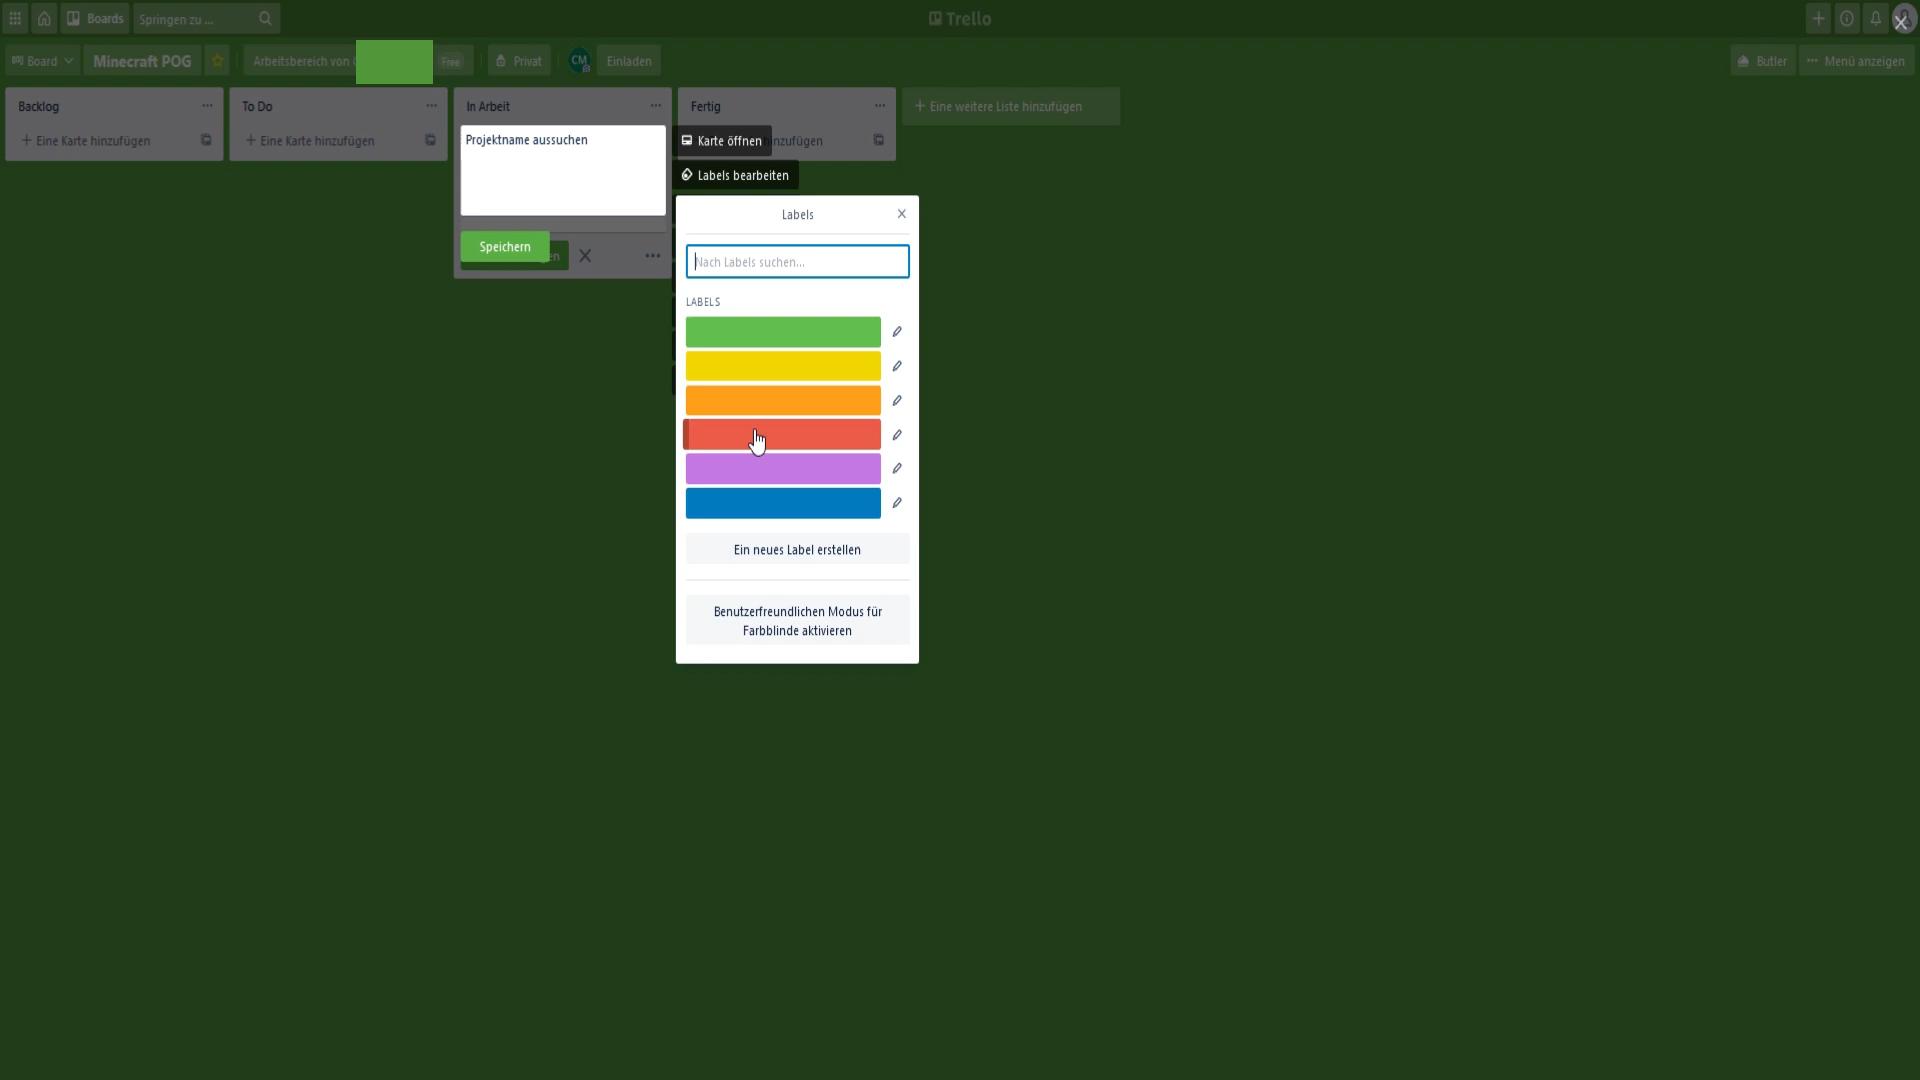 Boards
Springen zu ...
Trello
Board
Minecraft POG
Arbeitsbereich von
Free
Privat
CM
Einladen
Butler
Menü anzeigen
Backlog
To Do
In Arbeit
Fertig
Eine weitere Liste hinzufügen
Eine Karte hinzufügen
Eine Karte hinzufügen
Projektname aussuchen
Karte öffnen
Labels bearbeiten
Speichern
Labels
Nach Labels suchen...
LABELS
Ein neues Label erstellen
Benutzerfreundlichen Modus für
Farbblinde aktivieren